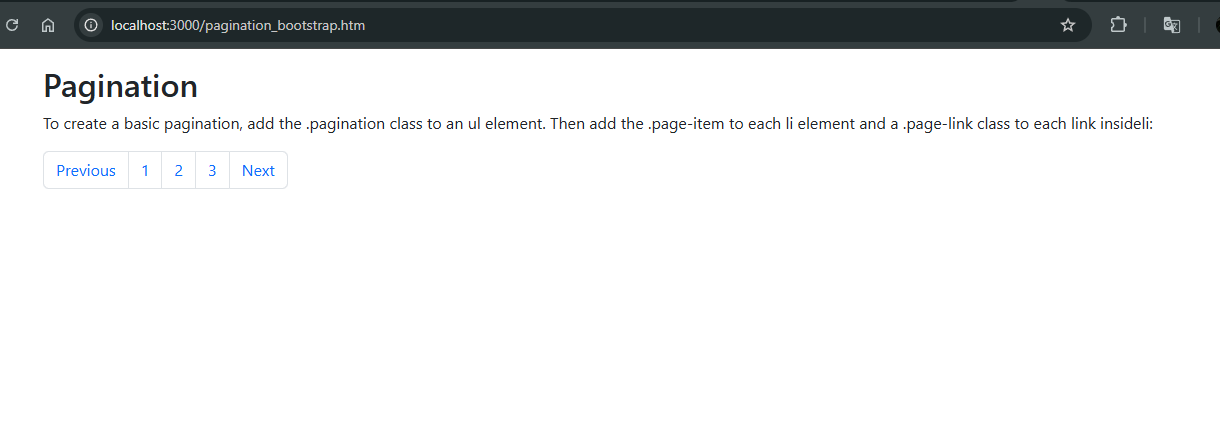 localhost:3000/pagination_bootstrap.htm
Pagination
To create a basic pagination, add the .pagination class to an ul element. Then add the .page-item to each li element and a .page-link class to each link insideli:
Previous 1 2 3 Next